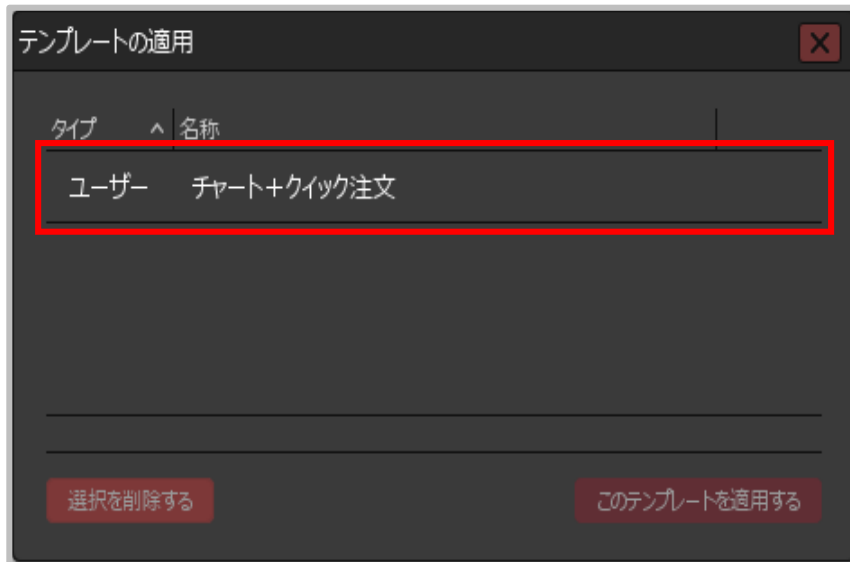 テンプレートの適用
タイプ 名称
ユーザー チャート＋クイック注文
選択を削除する このテンプレートを適用する